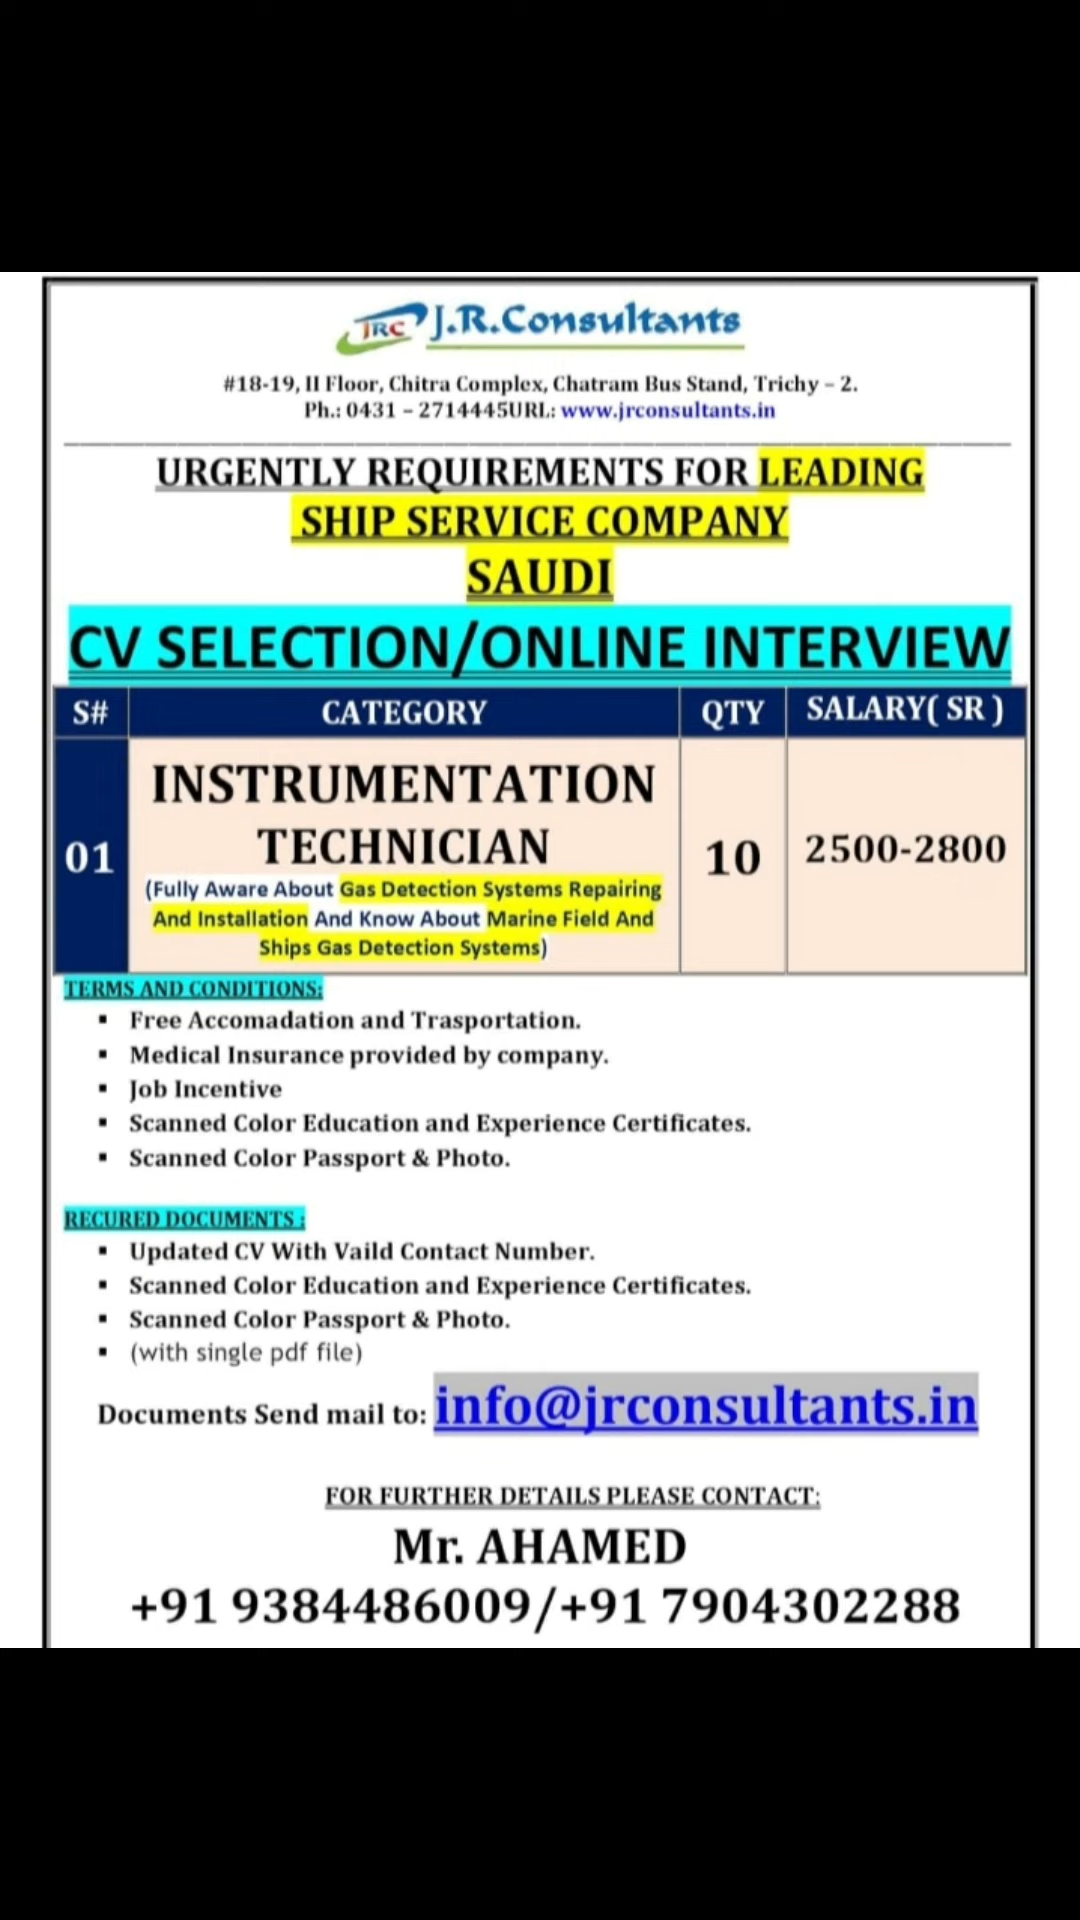 JRC J.R.Consultants
#18-19, II Floor, Chitra Complex, Chatram Bus Stand, Trichy – 2.
Ph.: 0431 – 2714445URL: www.jrconsultants.in
URGENTLY REQUIREMENTS FOR LEADING
SHIP SERVICE COMPANY
SAUDI
CV SELECTION/ONLINE INTERVIEW
S# CATEGORY QTY SALARY( SR )
01 INSTRUMENTATION TECHNICIAN 10 2500-2800
(Fully Aware About Gas Detection Systems Repairing
And Installation And Know About Marine Field And
Ships Gas Detection Systems)
TERMS AND CONDITIONS:
▪ Free Accomadation and Trasportation.
▪ Medical Insurance provided by company.
▪ Job Incentive
▪ Scanned Color Education and Experience Certificates.
▪ Scanned Color Passport & Photo.
RECURED DOCUMENTS :
▪ Updated CV With Vaild Contact Number.
▪ Scanned Color Education and Experience Certificates.
▪ Scanned Color Passport & Photo.
▪ (with single pdf file)
Documents Send mail to: info@jrconsultants.in
FOR FURTHER DETAILS PLEASE CONTACT:
Mr. AHAMED
+91 9384486009/+91 7904302288